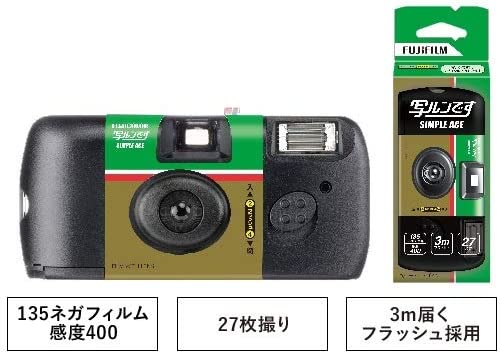 写ルンです
SIMPLE ACE
FUJIFILM
写ルンです
SIMPLE ACE
135
400
3m
27
135ネガフィルム
感度400
27枚撮り
3m届く
フラッシュ採用